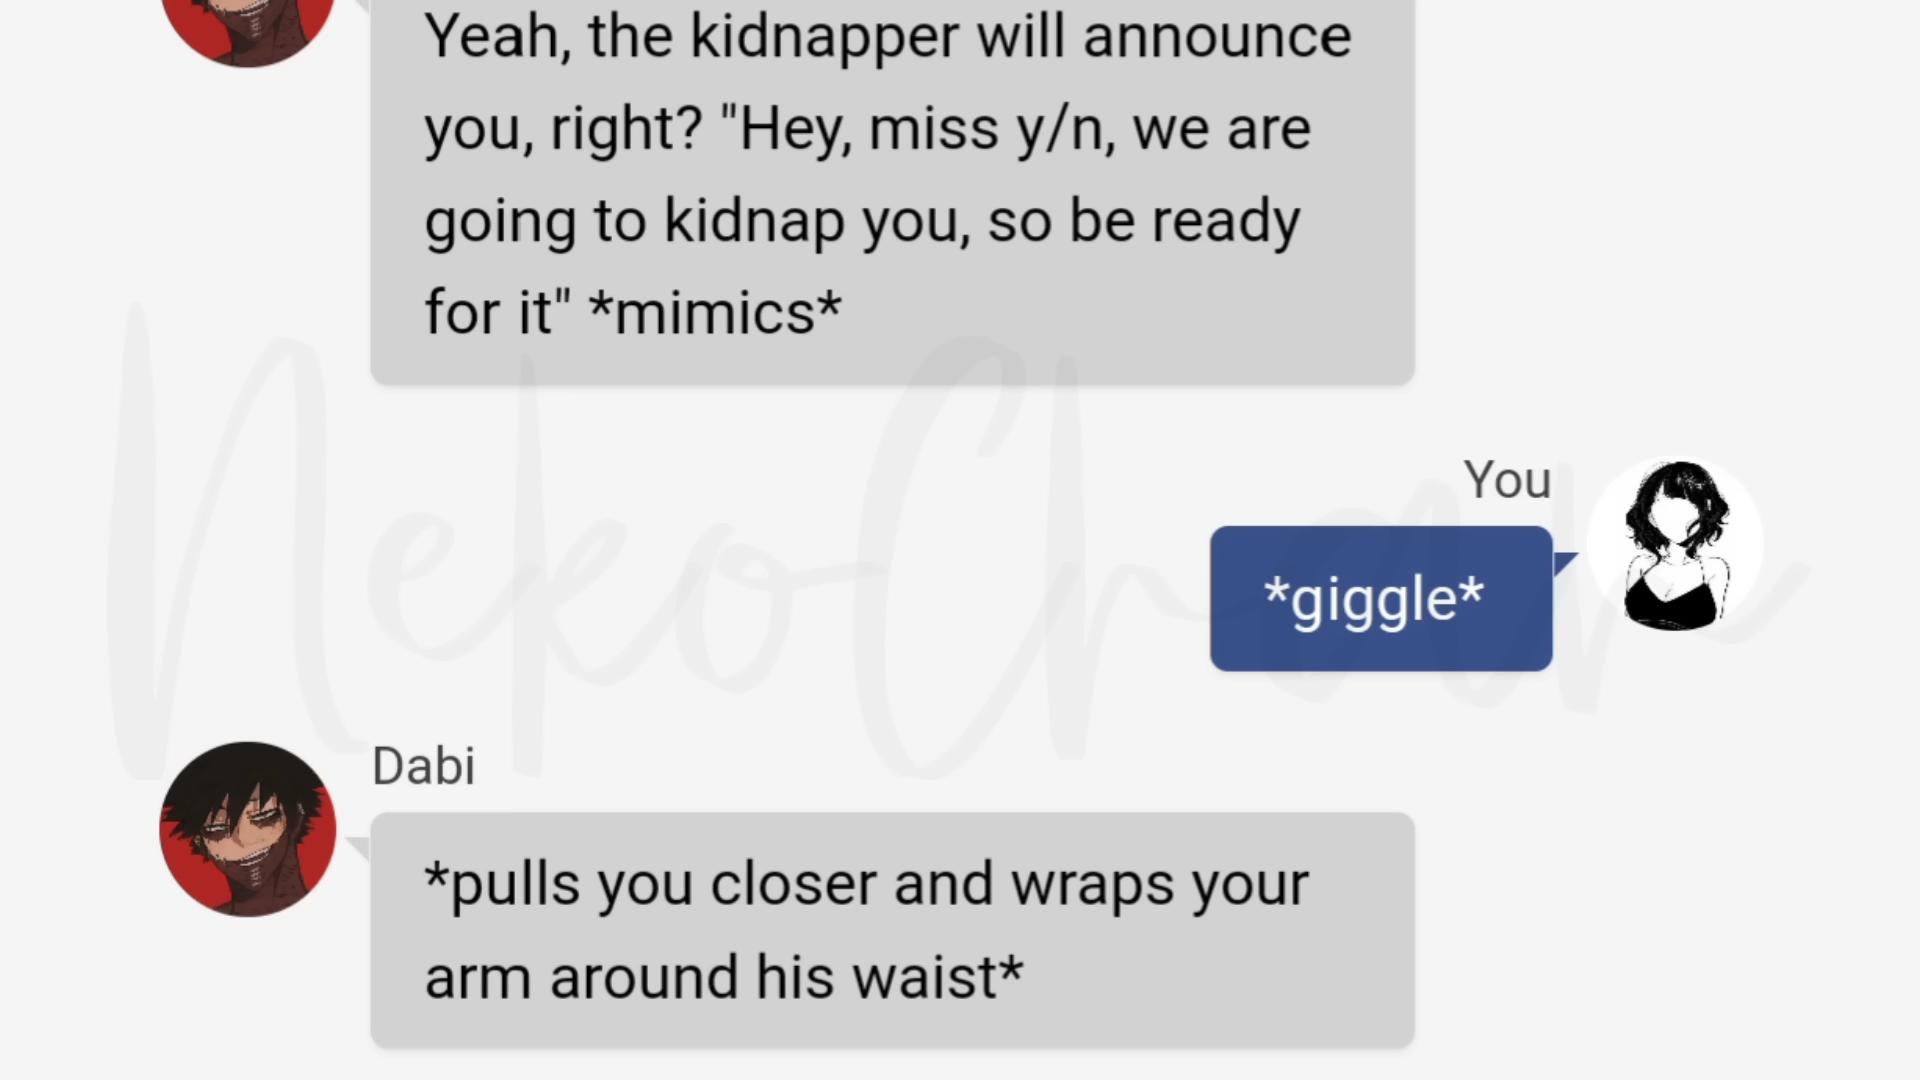 Yeah, the kidnapper will announce
you, right? "Hey, miss y/n, we are
going to kidnap you, so be ready
for it" *mimics*
You
*giggle*
Dabi
*pulls you closer and wraps your
arm around his waist*
NekoChan